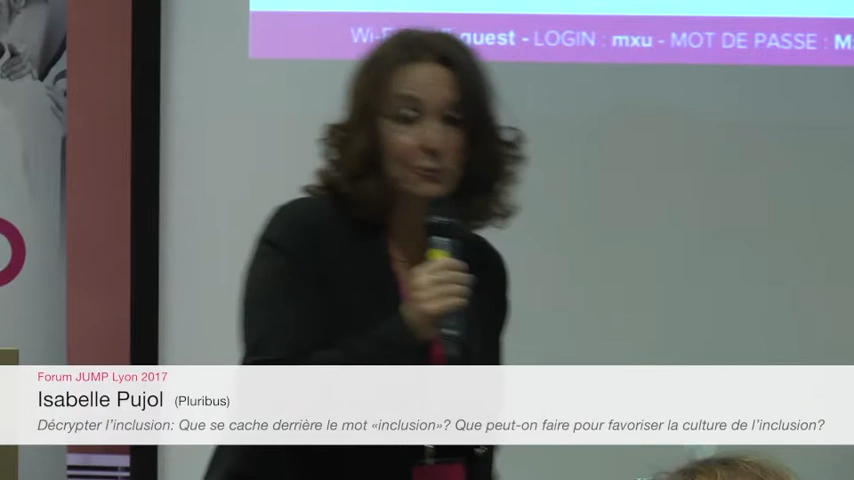 guest - LOGIN : mxu - MOT DE PASSE :
Forum JUMP Lyon 2017
Isabelle Pujol (Pluribus)
Décrypter l’inclusion: Que se cache derrière le mot «inclusion»? Que peut-on faire pour favoriser la culture de l’inclusion?